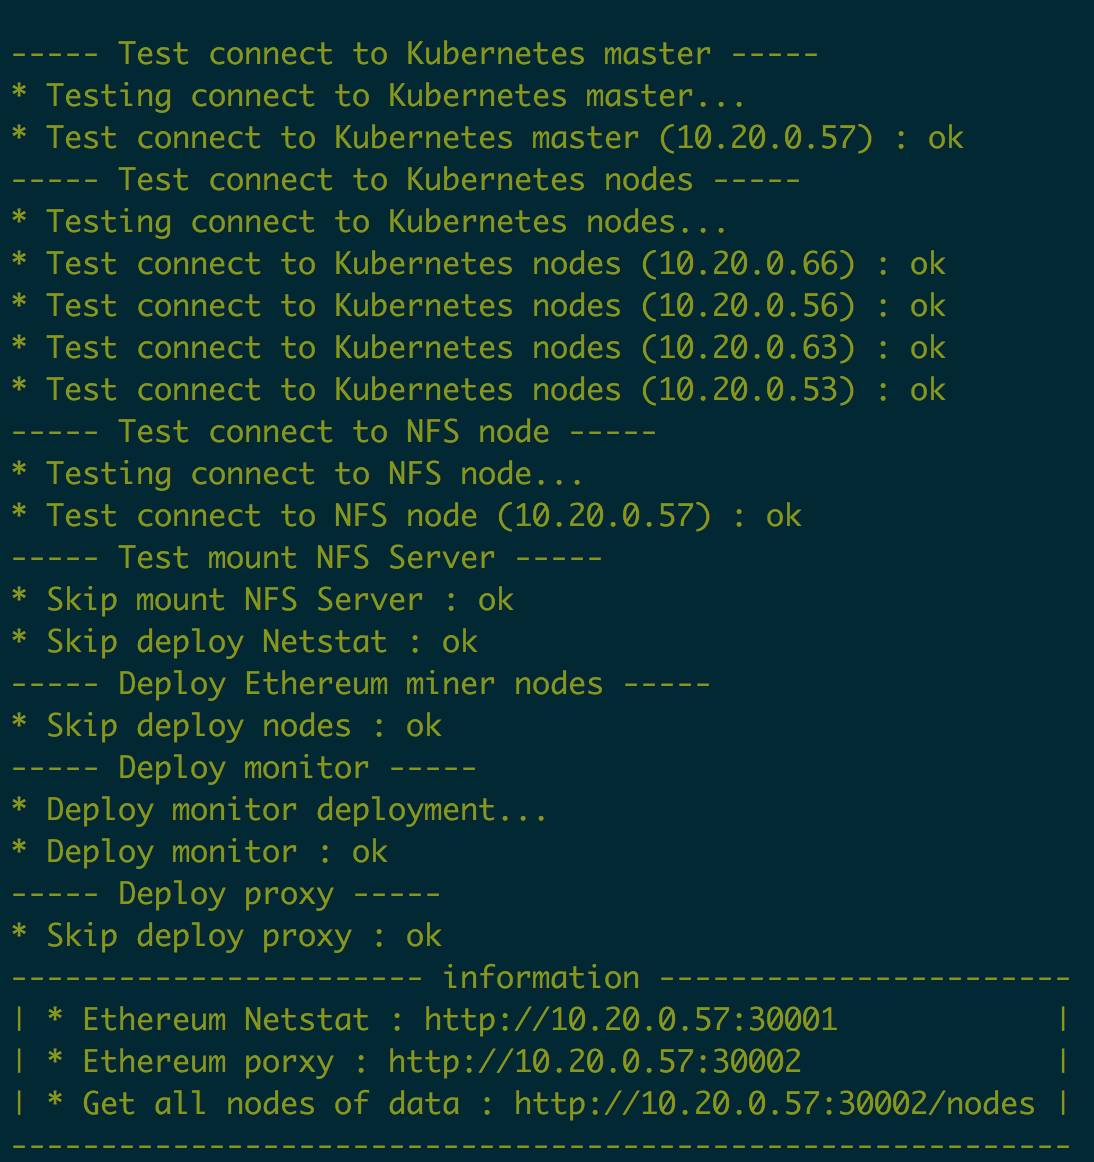 ----- Test connect to Kubernetes master -----
* Testing connect to Kubernetes master...
* Test connect to Kubernetes master (10.20.0.57) : ok
----- Test connect to Kubernetes nodes -----
* Testing connect to Kubernetes nodes...
* Test connect to Kubernetes nodes (10.20.0.66) : ok
* Test connect to Kubernetes nodes (10.20.0.56) : ok
* Test connect to Kubernetes nodes (10.20.0.63) : ok
* Test connect to Kubernetes nodes (10.20.0.53) : ok
----- Test connect to NFS node -----
* Testing connect to NFS node...
* Test connect to NFS node (10.20.0.57) : ok
----- Test mount NFS Server -----
* Skip mount NFS Server : ok
* Skip deploy Netstat : ok
----- Deploy Ethereum miner nodes -----
* Skip deploy nodes : ok
----- Deploy monitor -----
* Deploy monitor deployment...
* Deploy monitor : ok
----- Deploy proxy -----
* Skip deploy proxy : ok
----------------------- information -----------------------
| * Ethereum Netstat : http://10.20.0.57:30001            |
| * Ethereum porxy : http://10.20.0.57:30002              |
| * Get all nodes of data : http://10.20.0.57:30002/nodes |
-----------------------------------------------------------